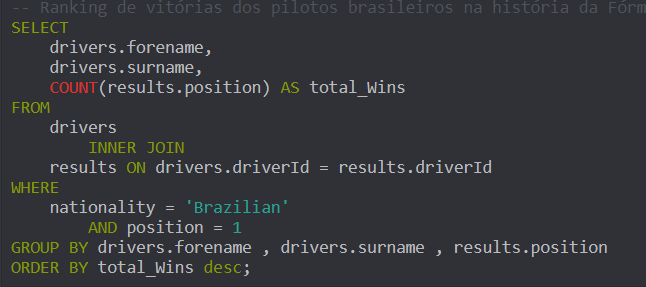 -- Ranking de vitórias dos pilotos brasileiros na história da Fórm
SELECT
drivers.forename,
drivers.surname,
COUNT(results.position) AS total_Wins
FROM
drivers
INNER JOIN
results ON drivers.driverId = results.driverId
WHERE
nationality = 'Brazilian'
AND position = 1
GROUP BY drivers.forename , drivers.surname , results.position
ORDER BY total_Wins desc;